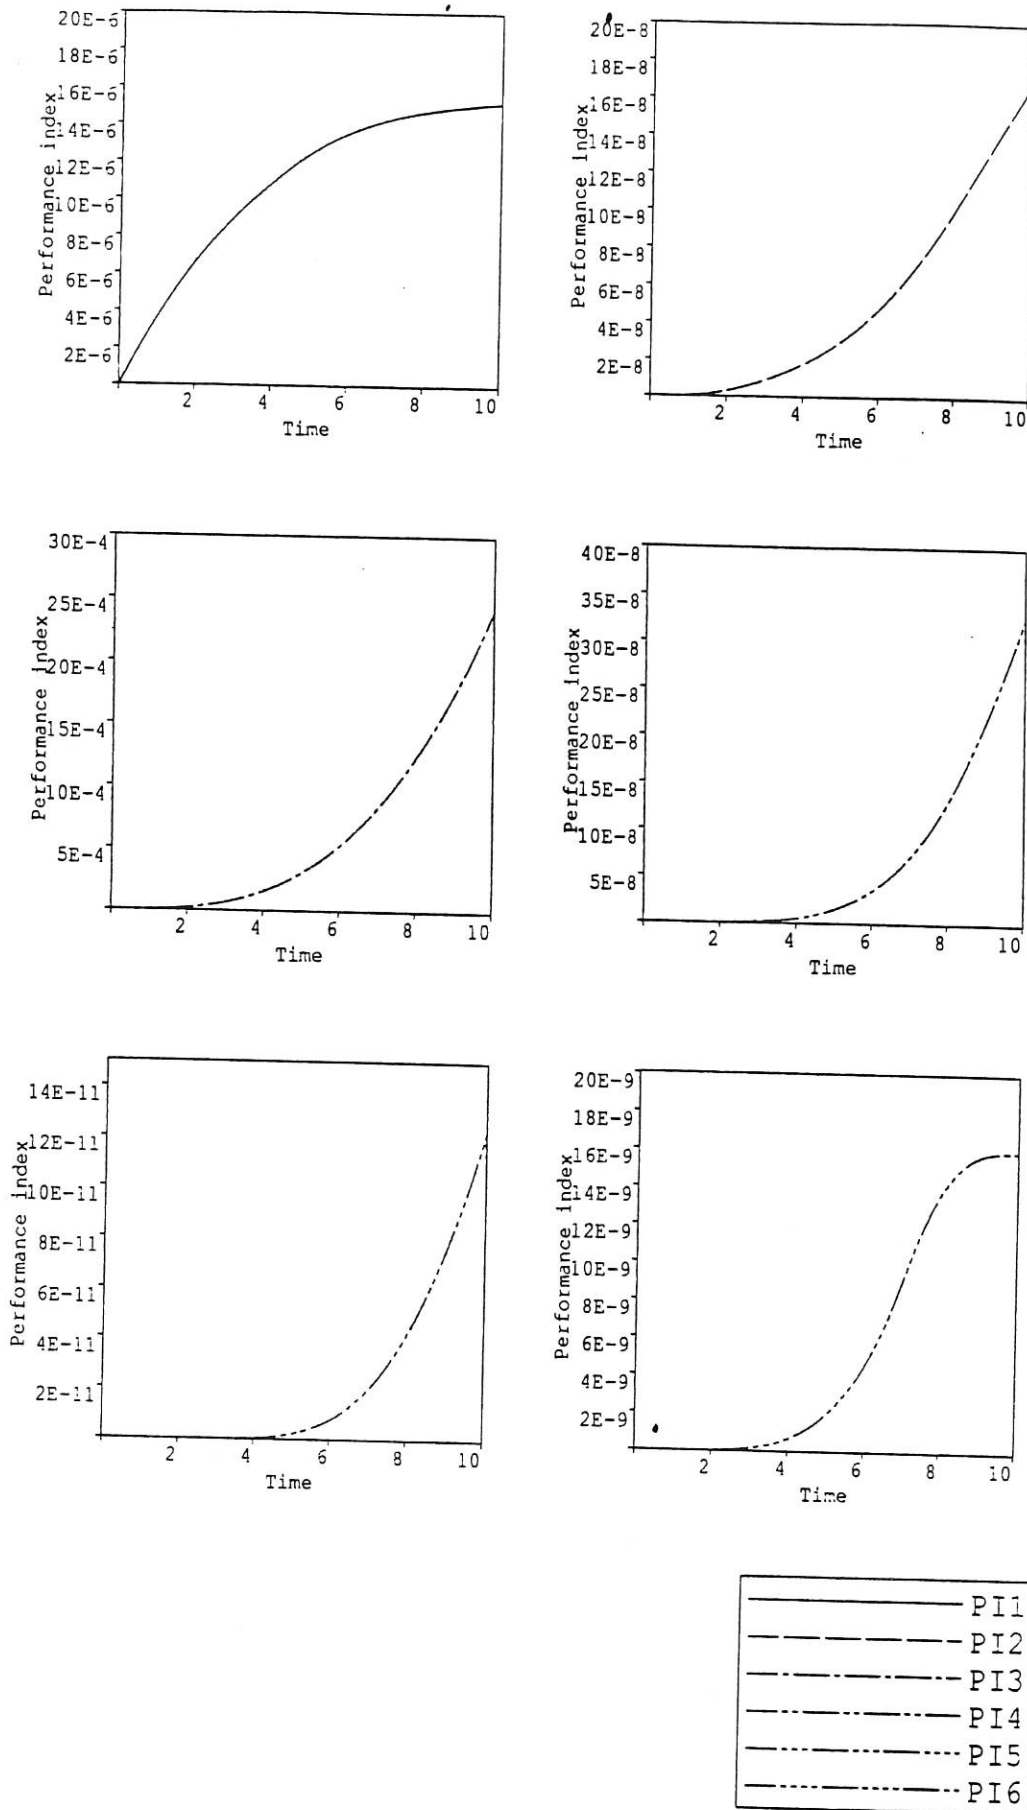 20E-6
18E-6
16E-6
14E-6
12E-6
10E-6
8E-6
6E-6
4E-6
2E-6
Performance index
2 4 6 8 10
Time
20E-8
18E-8
16E-8
14E-8
12E-8
10E-8
8E-8
6E-8
4E-8
2E-8
Performance index
2 4 6 8 10
Time
30E-4
25E-4
20E-4
15E-4
10E-4
5E-4
Performance index
2 4 6 8 10
Time
40E-8
35E-8
30E-8
25E-8
20E-8
15E-8
10E-8
5E-8
Performance index
2 4 6 8 10
Time
14E-11
12E-11
10E-11
8E-11
6E-11
4E-11
2E-11
Performance index
2 4 6 8 10
Time
20E-9
18E-9
16E-9
14E-9
12E-9
10E-9
8E-9
6E-9
4E-9
2E-9
Performance index
2 4 6 8 10
Time
PI1
PI2
PI3
PI4
PI5
PI6